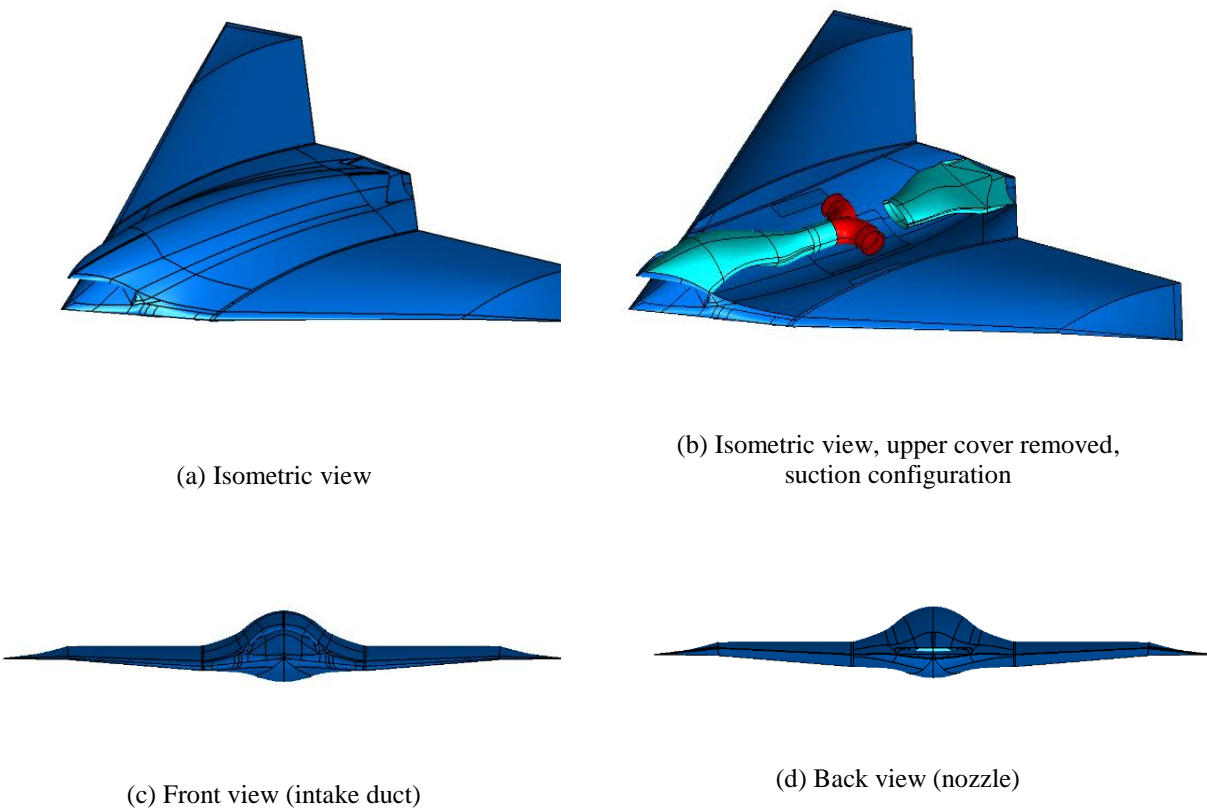 (a) Isometric view
(b) Isometric view, upper cover removed,
suction configuration
(c) Front view (intake duct)
(d) Back view (nozzle)